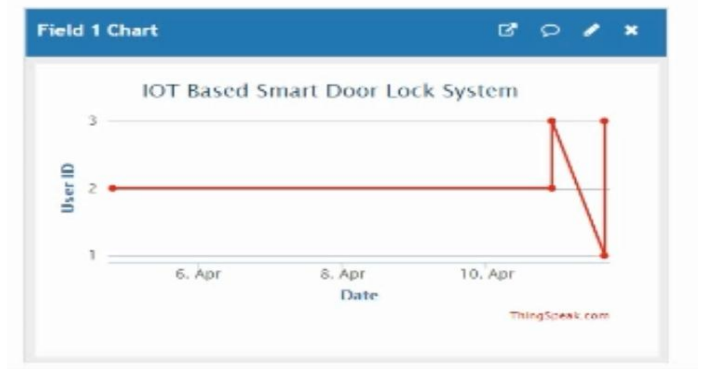 Field 1 Chart
IOT Based Smart Door Lock System
3
User ID
2
1
6. Apr
8. Apr
10. Apr
Date
ThingSpeak.com